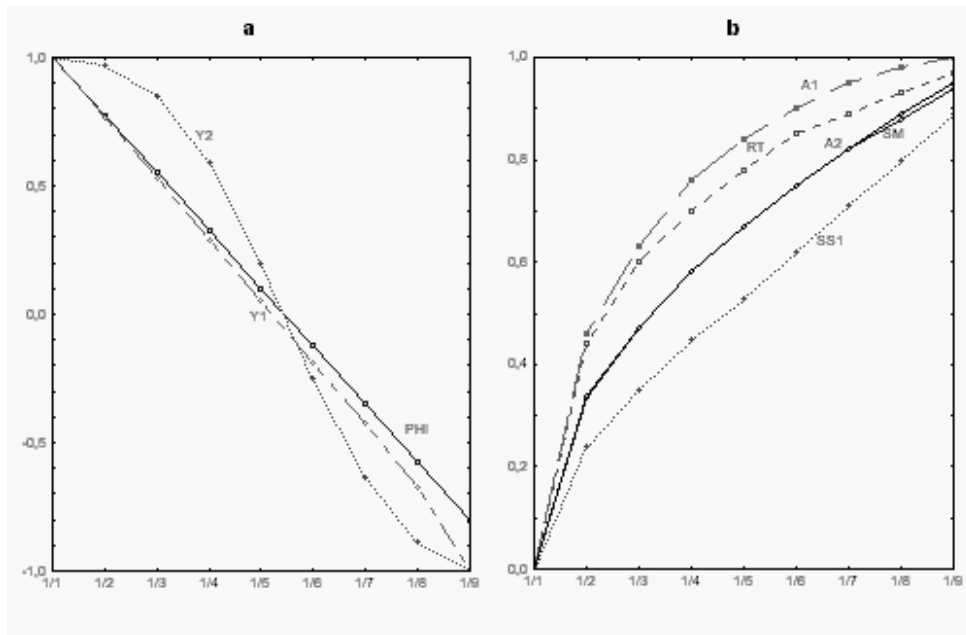 a
1,0
0,5
0,0
-0,5
-1,0
Y2
Y1
PHI
1/1 1/2 1/3 1/4 1/5 1/6 1/7 1/8 1/9
b
1,0
0,8
0,6
0,4
0,2
0,0
A1
RT
A2
SM
SS1
1/1 1/2 1/3 1/4 1/5 1/6 1/7 1/8 1/9